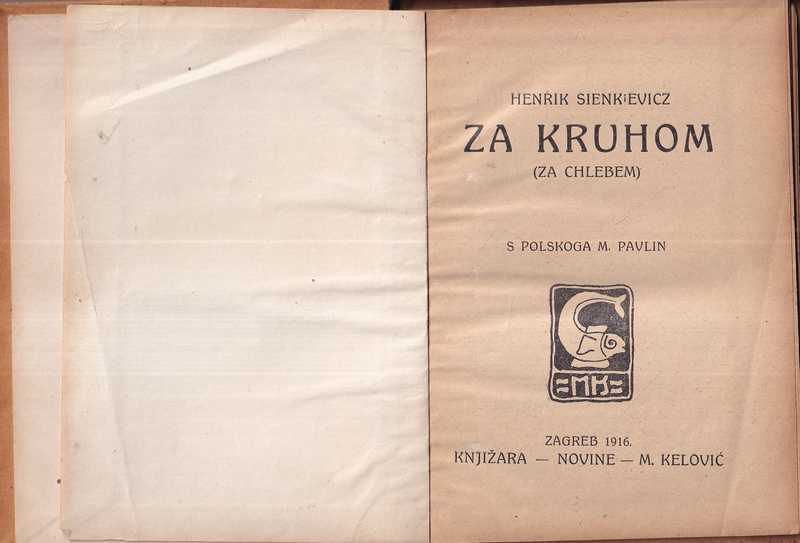 HENRIK SIENKIEVICZ
ZA KRUHOM
(ZA CHLEBEM)
S POLSKOGA M. PAVLIN
=MK=
ZAGREB 1916.
KNJIŽARA — NOVINE — M. KELOVIĆ